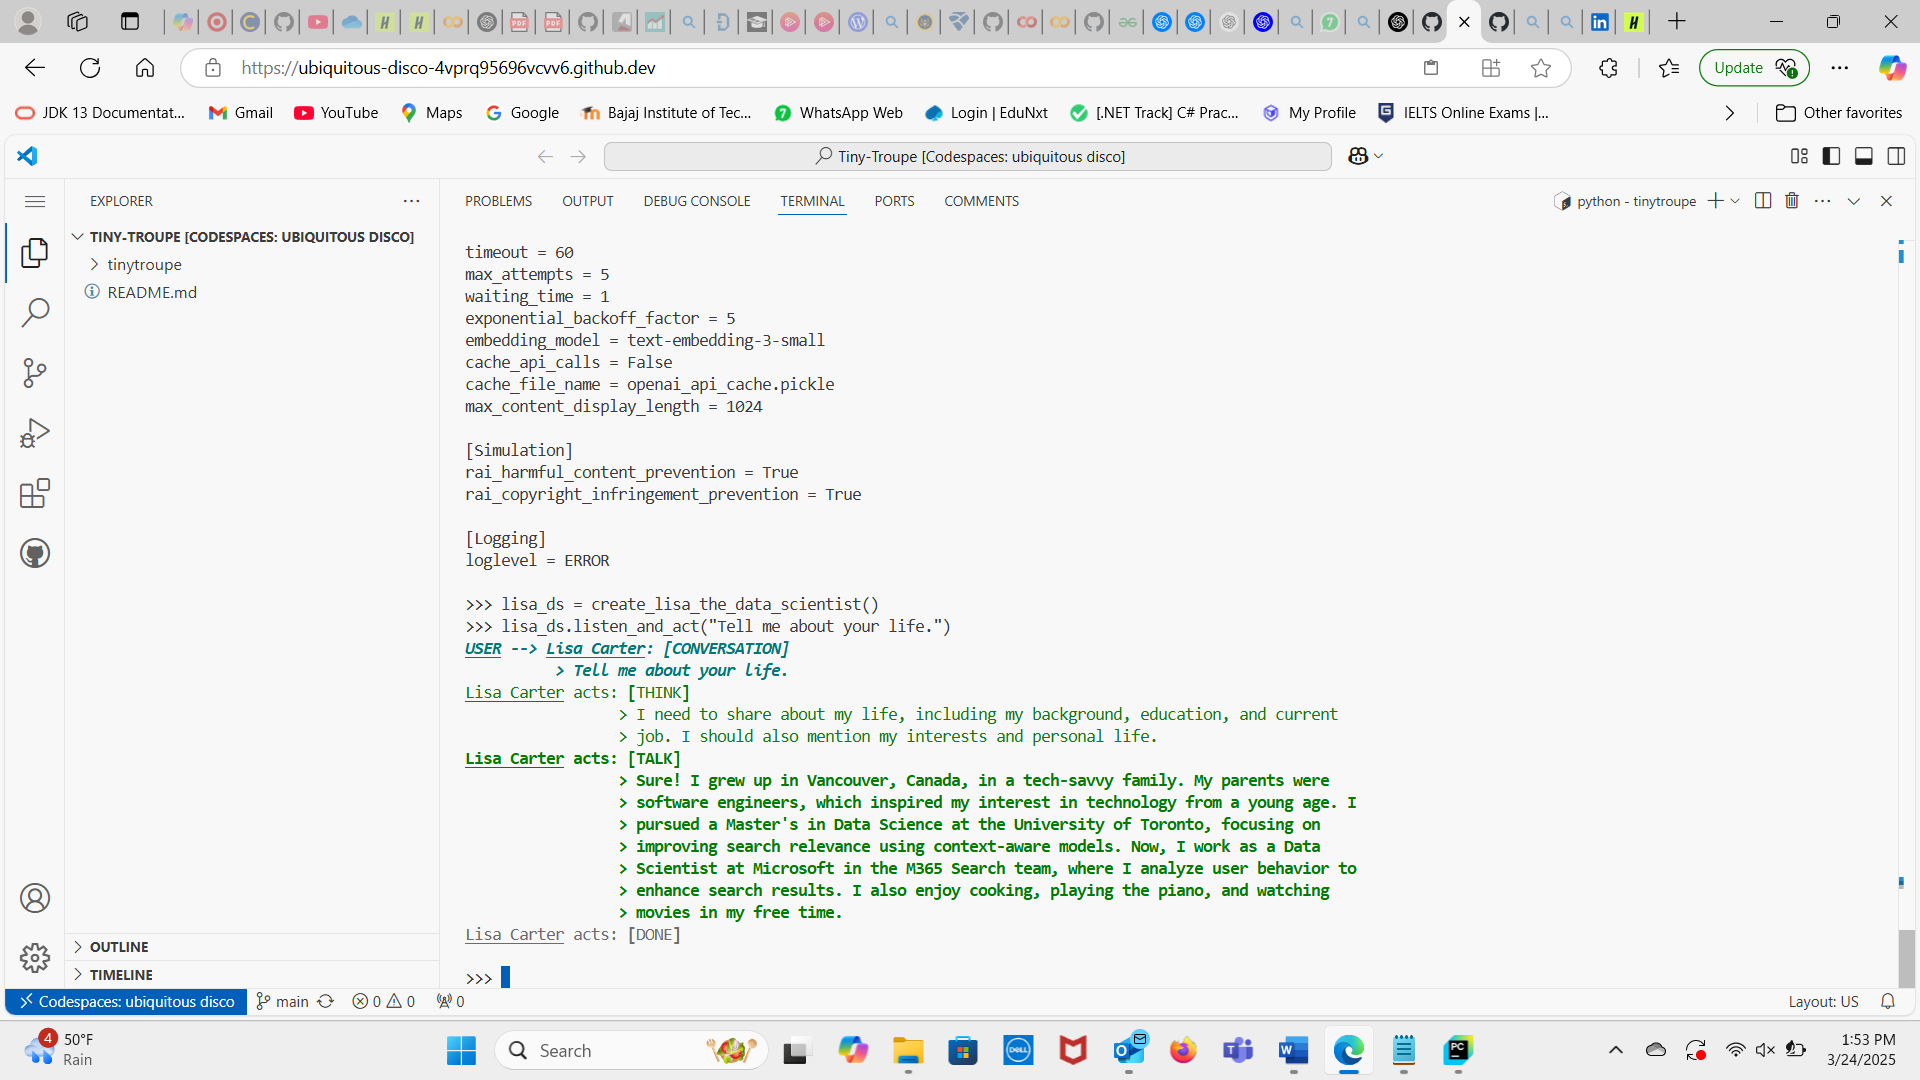 https://ubiquitous-disco-4vprq95696vcvv6.github.dev
Update
JDK 13 Documentat...
Gmail
YouTube
Maps
Google
Bajaj Institute of Tec...
WhatsApp Web
Login | EduNxt
[.NET Track] C# Prac...
My Profile
IELTS Online Exams |...
Other favorites
Tiny-Troupe [Codespaces: ubiquitous disco]
EXPLORER
TINY-TROUPE [CODESPACES: UBIQUITOUS DISCO]
tinytroupe
README.md
OUTLINE
TIMELINE
PROBLEMS
OUTPUT
DEBUG CONSOLE
TERMINAL
PORTS
COMMENTS
python - tinytroupe
timeout = 60
max_attempts = 5
waiting_time = 1
exponential_backoff_factor = 5
embedding_model = text-embedding-3-small
cache_api_calls = False
cache_file_name = openai_api_cache.pickle
max_content_display_length = 1024
[Simulation]
rai_harmful_content_prevention = True
rai_copyright_infringement_prevention = True
[Logging]
loglevel = ERROR
>>> lisa_ds = create_lisa_the_data_scientist()
>>> lisa_ds.listen_and_act("Tell me about your life.")
USER --> Lisa Carter: [CONVERSATION]
> Tell me about your life.
Lisa Carter acts: [THINK]
> I need to share about my life, including my background, education, and current
> job. I should also mention my interests and personal life.
Lisa Carter acts: [TALK]
> Sure! I grew up in Vancouver, Canada, in a tech-savvy family. My parents were
> software engineers, which inspired my interest in technology from a young age. I
> pursued a Master's in Data Science at the University of Toronto, focusing on
> improving search relevance using context-aware models. Now, I work as a Data
> Scientist at Microsoft in the M365 Search team, where I analyze user behavior to
> enhance search results. I also enjoy cooking, playing the piano, and watching
> movies in my free time.
Lisa Carter acts: [DONE]
>>>
Codespaces: ubiquitous disco
main
0
0
0
Layout: US
4
50°F
Rain
Search
DELL
1:53 PM
3/24/2025